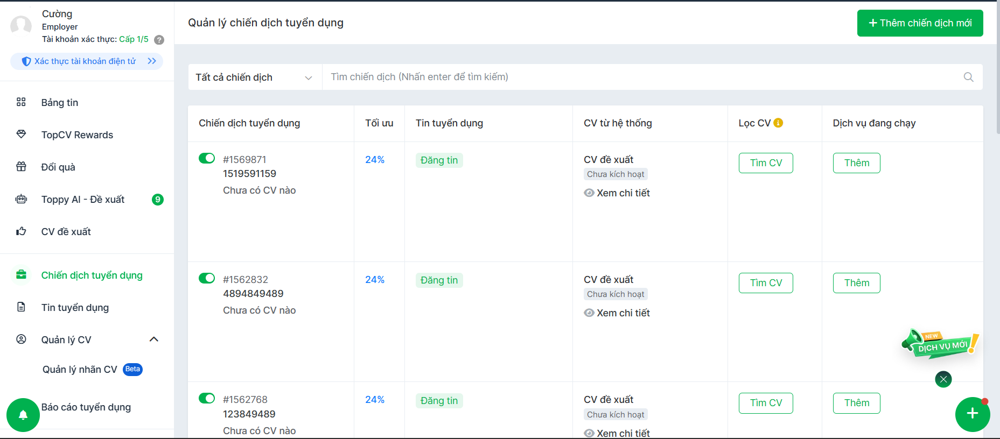 Cường
Employer
Tài khoản xác thực: Cấp 1/5 ?
Xác thực tài khoản điện tử
Bảng tin
TopCV Rewards
Đổi quà
Toppy AI - Đề xuất 9
CV đề xuất
Chiến dịch tuyển dụng
Tin tuyển dụng
Quản lý CV
Quản lý nhãn CV Beta
Báo cáo tuyển dụng
Quản lý chiến dịch tuyển dụng
+ Thêm chiến dịch mới
Tất cả chiến dịch
Tìm chiến dịch (Nhấn enter để tìm kiếm)
Chiến dịch tuyển dụng
Tối ưu
Tin tuyển dụng
CV từ hệ thống
Lọc CV
Dịch vụ đang chạy
#1569871
1519591159
Chưa có CV nào
24%
Đăng tin
CV đề xuất
Chưa kích hoạt
Xem chi tiết
Tìm CV
Thêm
#1562832
4894849489
Chưa có CV nào
24%
Đăng tin
CV đề xuất
Chưa kích hoạt
Xem chi tiết
Tìm CV
Thêm
#1562768
123849489
Chưa có CV nào
24%
Đăng tin
CV đề xuất
Chưa kích hoạt
Xem chi tiết
Tìm CV
Thêm
NEW
DỊCH VỤ MỚI